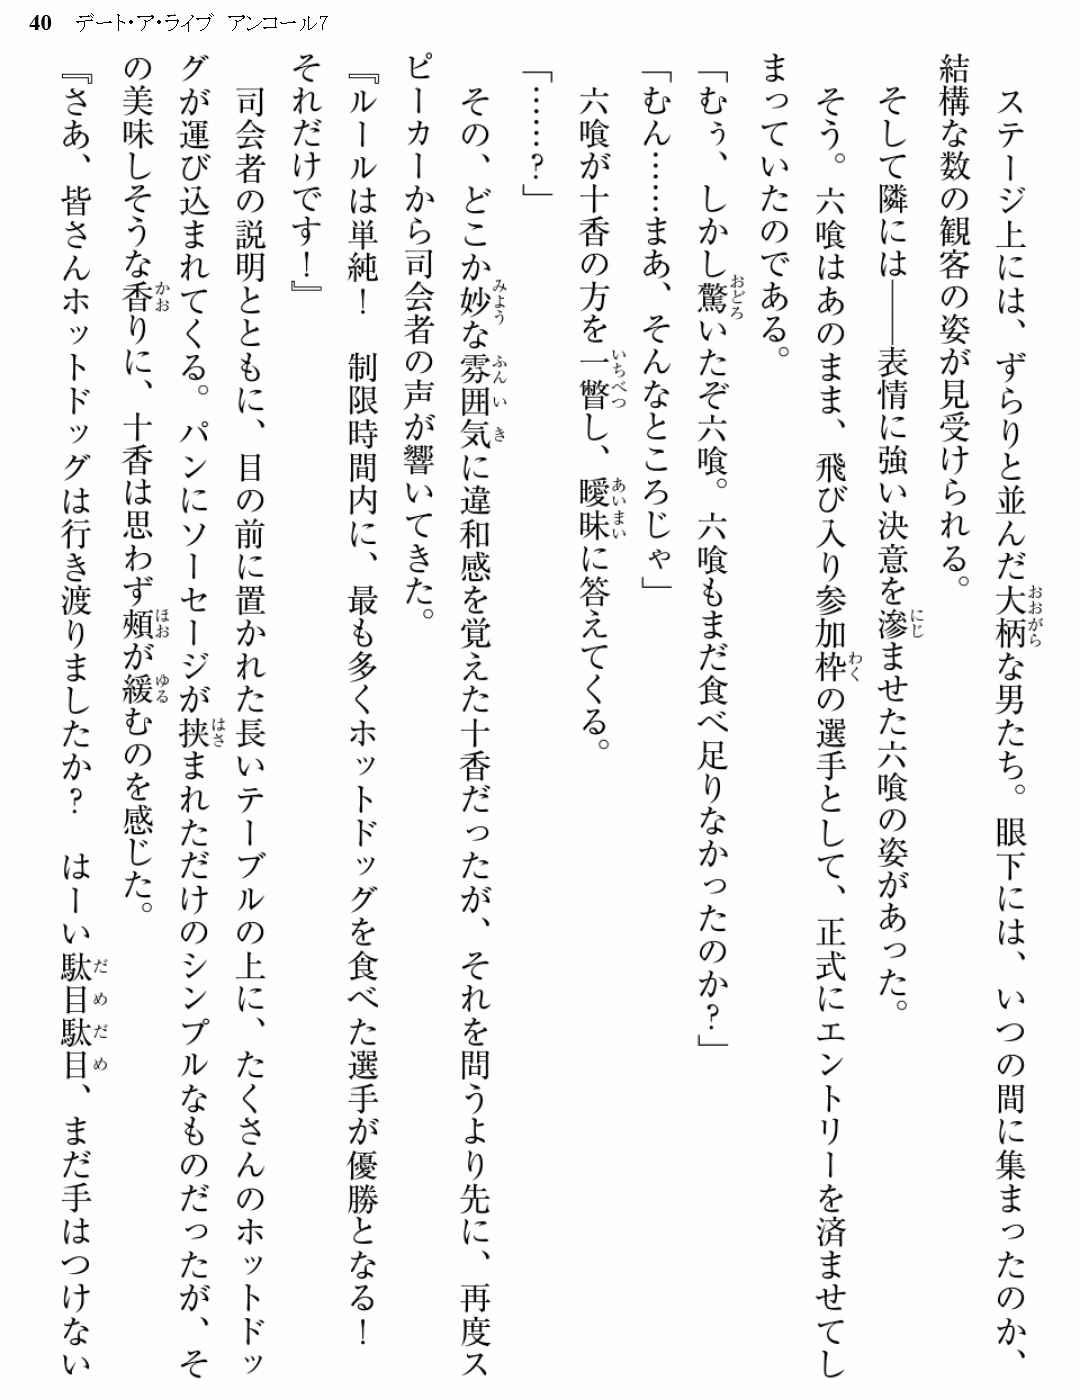 40 デート・ア・ライブ アンコール7
ステージ上には、ずらりと並んだ大柄な男たち。眼下には、いつの間に集まったのか、
結構な数の観客の姿が見受けられる。
そして隣には――表情に強い決意を滲ませた六喰の姿があった。
そう。六喰はあのまま、飛び入り参加枠の選手として、正式にエントリーを済ませてし
まっていたのである。
「むぅ、しかし驚いたぞ六喰。六喰もまだ食べ足りなかったのか?」
「むん……まあ、そんなところじゃ」
六喰が十香の方を一瞥し、曖昧に答えてくる。
「……?」
その、どこか妙な雰囲気に違和感を覚えた十香だったが、それを問うより先に、再度ス
ピーカーから司会者の声が響いてきた。
『ルールは単純! 制限時間内に、最も多くホットドッグを食べた選手が優勝となる!
それだけです!』
司会者の説明とともに、目の前に置かれた長いテーブルの上に、たくさんのホットドッ
グが運び込まれてくる。パンにソーセージが挟まれただけのシンプルなものだったが、そ
の美味しそうな香りに、十香は思わず頰が緩むのを感じた。
『さあ、皆さんホットドッグは行き渡りましたか? はーい駄目駄目、まだ手はつけない